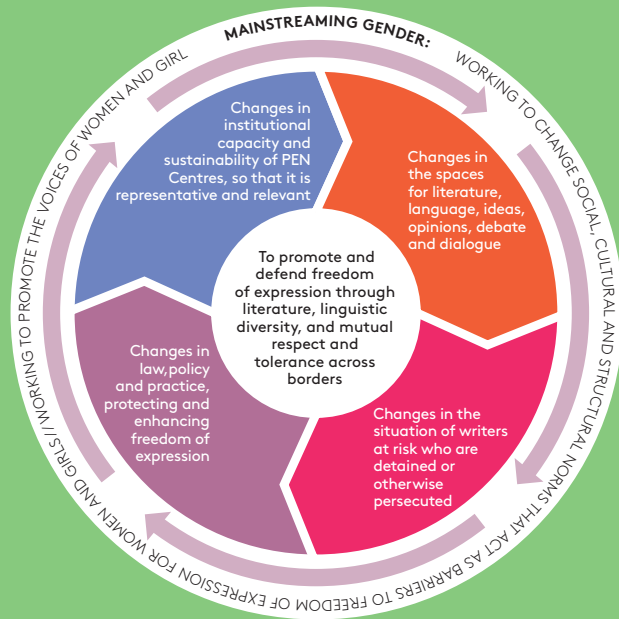 MAINSTREAMING GENDER:
WORKING TO CHANGE SOCIAL, CULTURAL AND STRUCTURAL NORMS THAT ACT AS BARRIERS TO FREEDOM OF EXPRESSION FOR WOMEN AND GIRLS//WORKING TO PROMOTE THE VOICES OF WOMEN AND GIRL
Changes in
institutional
capacity and
sustainability of PEN
Centres, so that it is
representative and relevant
Changes in
the spaces
for literature,
language, ideas,
opinions, debate
and dialogue
To promote and
defend freedom
of expression through
literature, linguistic
diversity, and mutual
respect and
tolerance across
borders
Changes in
law,policy
and practice,
protecting and
enhancing
freedom of
expression
Changes in the
situation of writers
at risk who are
detained or
otherwise
persecuted